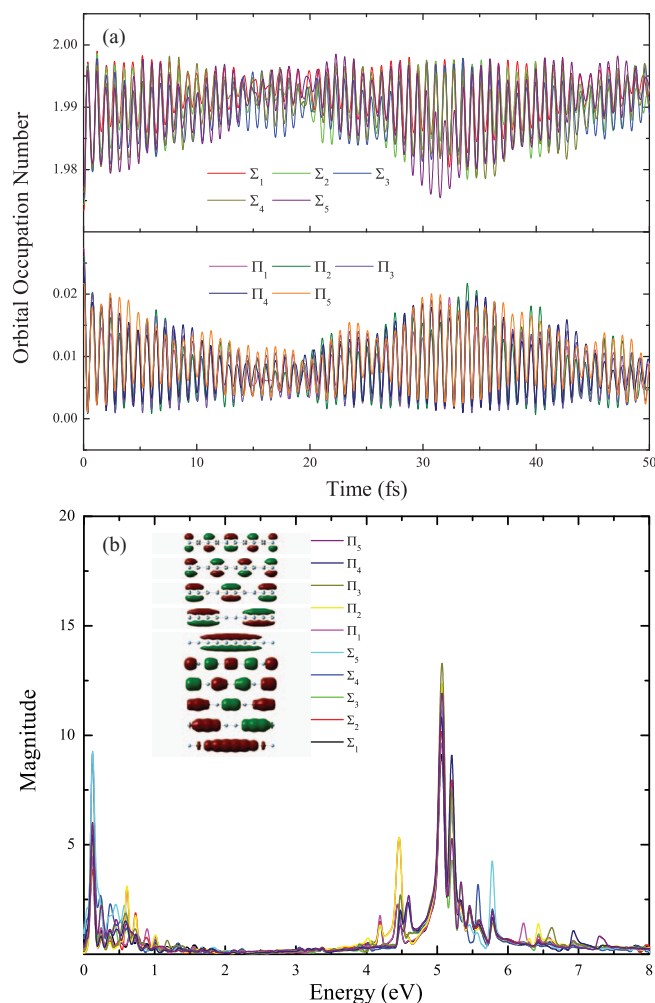 (a)
2.00
1.99
1.98
Σ1 Σ2 Σ3
Σ4 Σ5
Orbital Occupation Number
Π1 Π2 Π3
Π4 Π5
0.02
0.01
0.00
0 10 20 30 40 50
Time (fs)
(b)
20
15
10
5
Magnitude
Π5
Π4
Π3
Π2
Π1
Σ5
Σ4
Σ3
Σ2
Σ1
0 1 2 3 4 5 6 7 8
Energy (eV)